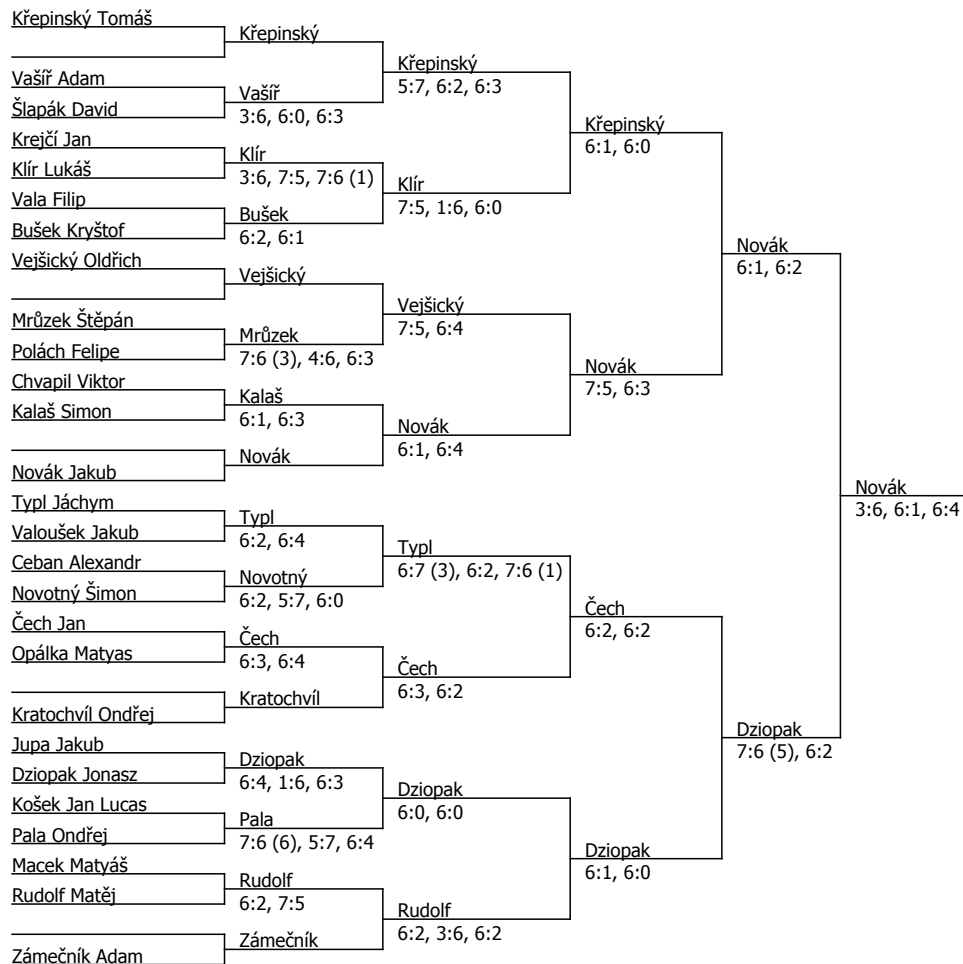 Křepinský Tomáš
Vašíř Adam
Šlapák David
Krejčí Jan
Klír Lukáš
Vala Filip
Bušek Kryštof
Vejšický Oldřich
Mrůzek Štěpán
Polách Felipe
Chvapil Viktor
Kalaš Simon
Novák Jakub
Typl Jáchym
Valoušek Jakub
Ceban Alexandr
Novotný Šimon
Čech Jan
Opálka Matyas
Kratochvíl Ondřej
Jupa Jakub
Dziopak Jonasz
Košek Jan Lucas
Pala Ondřej
Macek Matyáš
Rudolf Matěj
Zámečník Adam
Křepinský
Vašíř
3:6, 6:0, 6:3
Klír
3:6, 7:5, 7:6 (1)
Bušek
6:2, 6:1
Vejšický
Mrůzek
7:6 (3), 4:6, 6:3
Kalaš
6:1, 6:3
Novák
Typl
6:2, 6:4
Novotný
6:2, 5:7, 6:0
Čech
6:3, 6:4
Kratochvíl
Dziopak
6:4, 1:6, 6:3
Pala
7:6 (6), 5:7, 6:4
Rudolf
6:2, 7:5
Zámečník
Křepinský
5:7, 6:2, 6:3
Klír
7:5, 1:6, 6:0
Vejšický
7:5, 6:4
Novák
6:1, 6:4
Typl
6:7 (3), 6:2, 7:6 (1)
Čech
6:3, 6:2
Dziopak
6:0, 6:0
Rudolf
6:2, 3:6, 6:2
Křepinský
6:1, 6:0
Novák
7:5, 6:3
Čech
6:2, 6:2
Dziopak
6:1, 6:0
Novák
6:1, 6:2
Dziopak
7:6 (5), 6:2
Novák
3:6, 6:1, 6:4